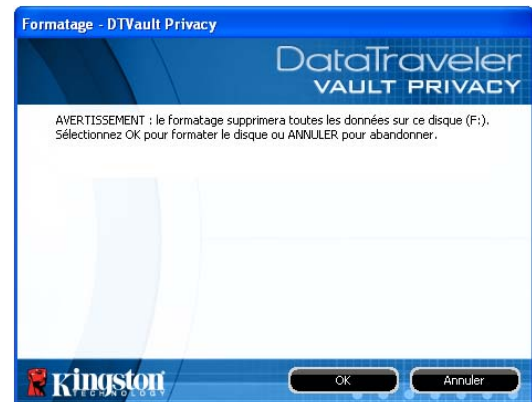 Formatage - DTVault Privacy
DataTraveler
VAULT PRIVACY
AVERTISSEMENT : le formatage supprimera toutes les données sur ce disque (F:).
Sélectionnez OK pour formater le disque ou ANNULER pour abandonner.
Kingston
TECHNOLOGY
OK
Annuler